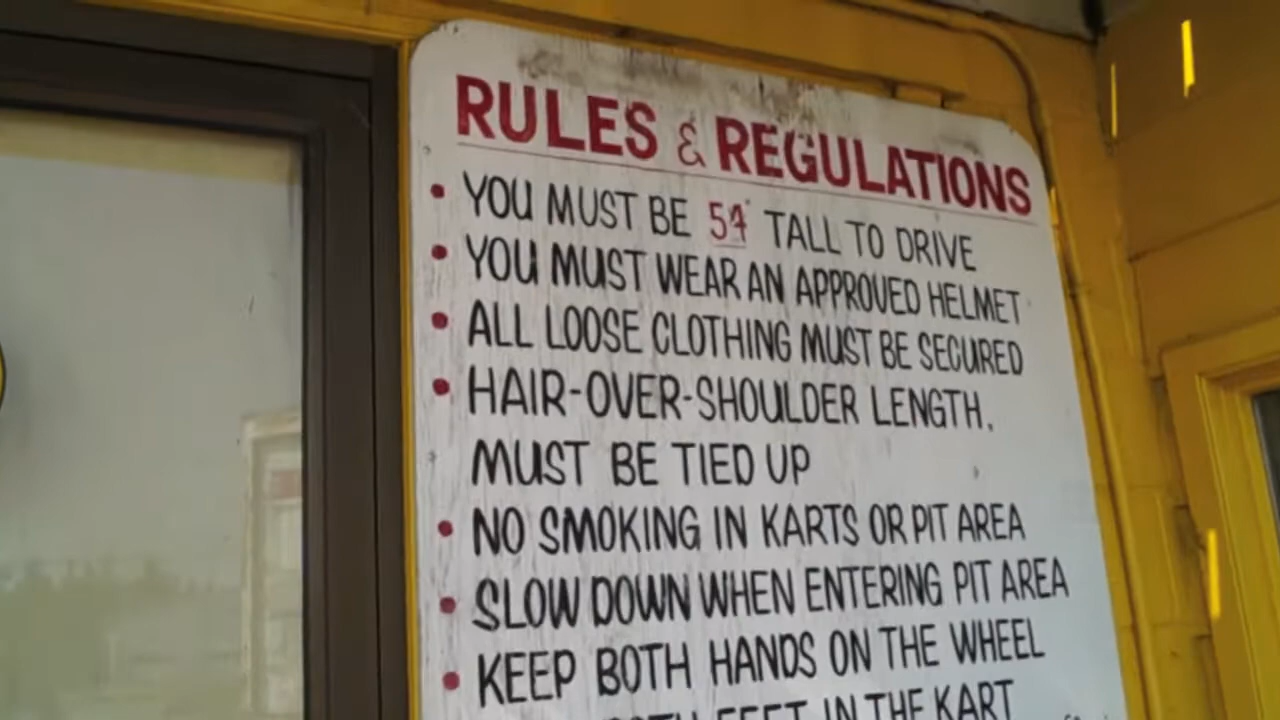 RULES & REGULATIONS
• YOU MUST BE 54" TALL TO DRIVE
• YOU MUST WEAR AN APPROVED HELMET
• ALL LOOSE CLOTHING MUST BE SECURED
• HAIR-OVER-SHOULDER LENGTH.
MUST BE TIED UP
• NO SMOKING IN KARTS OR PIT AREA
• SLOW DOWN WHEN ENTERING PIT AREA
• KEEP BOTH HANDS ON THE WHEEL
BOTH FEET IN THE KART